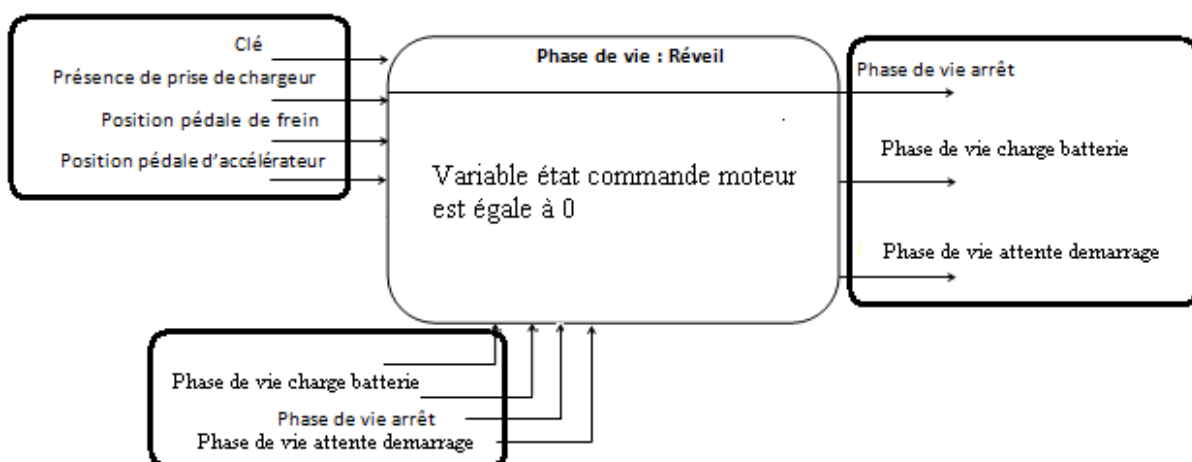 Clé
Présence de prise de chargeur
Position pédale de frein
Position pédale d'accélérateur
Phase de vie : Réveil
Variable état commande moteur
est égale à 0
Phase de vie arrêt
Phase de vie charge batterie
Phase de vie attente demarrage
Phase de vie charge batterie
Phase de vie arrêt
Phase de vie attente demarrage